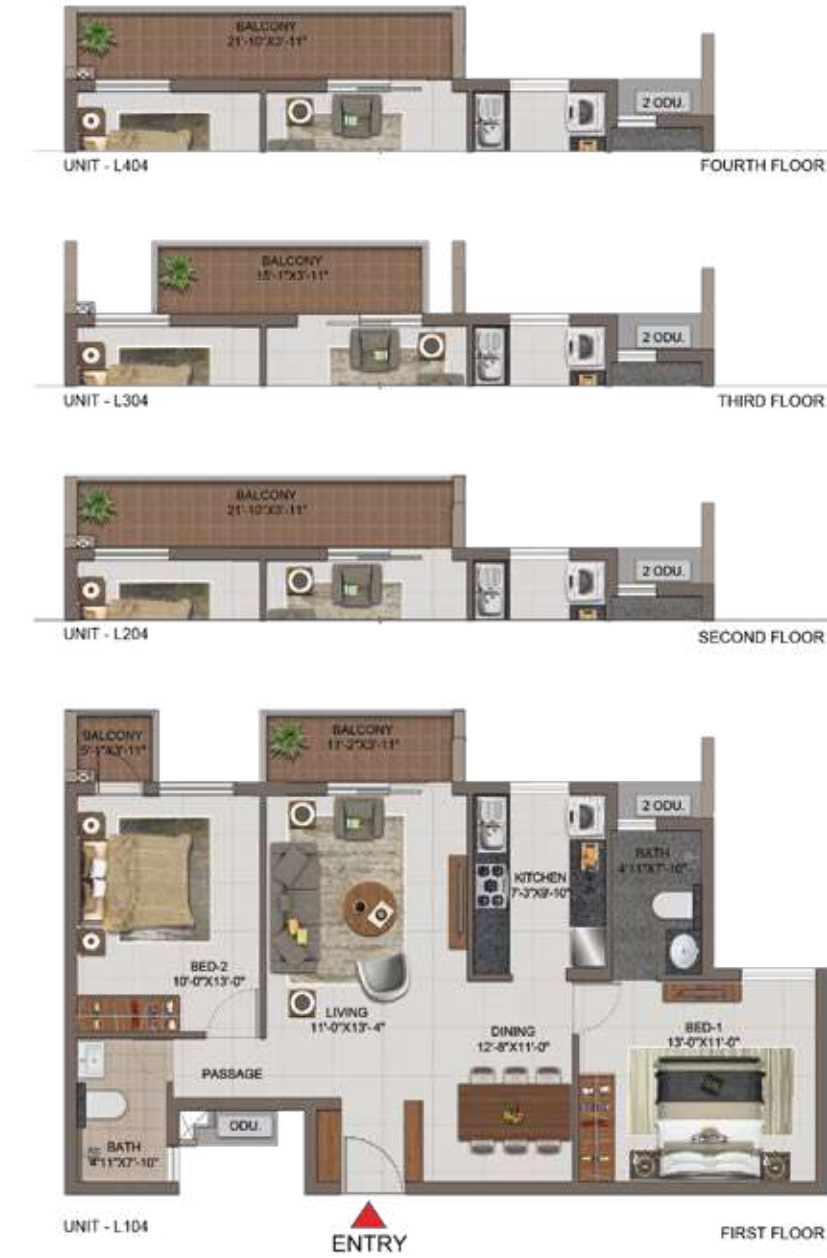 BALCONY
21'-10"X3'-11"
2 ODU.
UNIT - L404
FOURTH FLOOR
BALCONY
15'-1"X3'-11"
2 ODU.
UNIT - L304
THIRD FLOOR
BALCONY
21'-10"X3'-11"
2 ODU.
UNIT - L204
SECOND FLOOR
BALCONY
5'-1"X3'-11"
BALCONY
11'-2"X3'-11"
2 ODU.
BATH
4'11"X7'-10"
KITCHEN
7'-3"X9'-10"
BED-2
10'-0"X13'-0"
LIVING
11'-0"X13'-4"
DINING
12'-8"X11'-0"
BED-1
13'-0"X11'-0"
PASSAGE
ODU.
BATH
4'11"X7'-10"
UNIT - L104
ENTRY
FIRST FLOOR